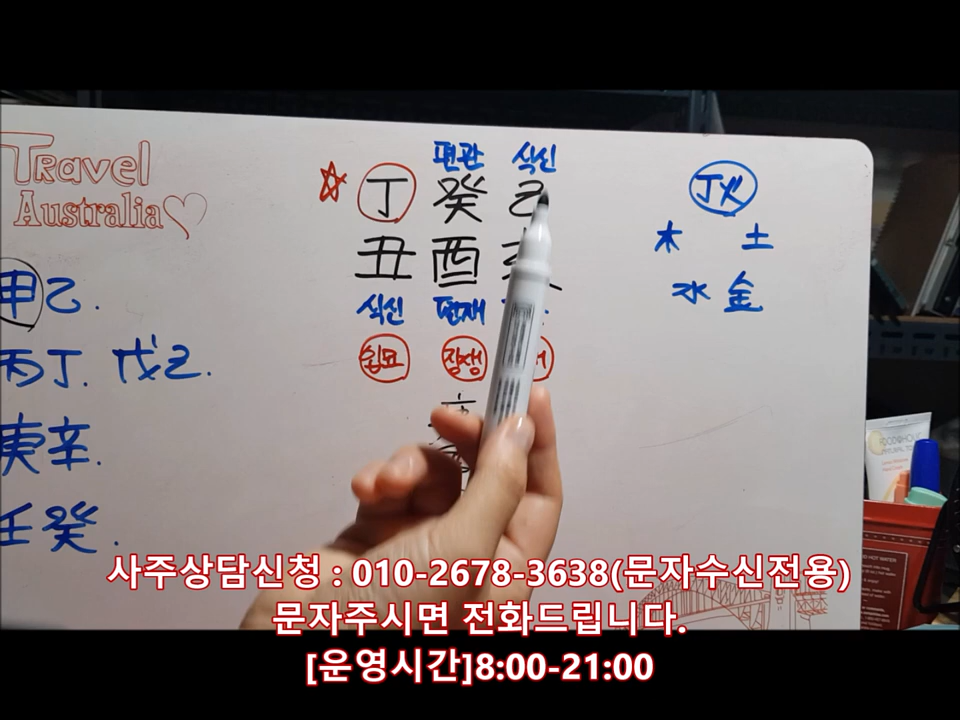 Travel
Australia
편관 식신
丁 癸 己
丑 酉
식신 편재
입묘 장생
丁火
木 土
水 金
甲乙.
丙丁. 戊己.
庚辛.
壬癸.
사주상담신청 : 010-2678-3638(문자수신전용)
문자주시면 전화드립니다.
[운영시간]8:00-21:00